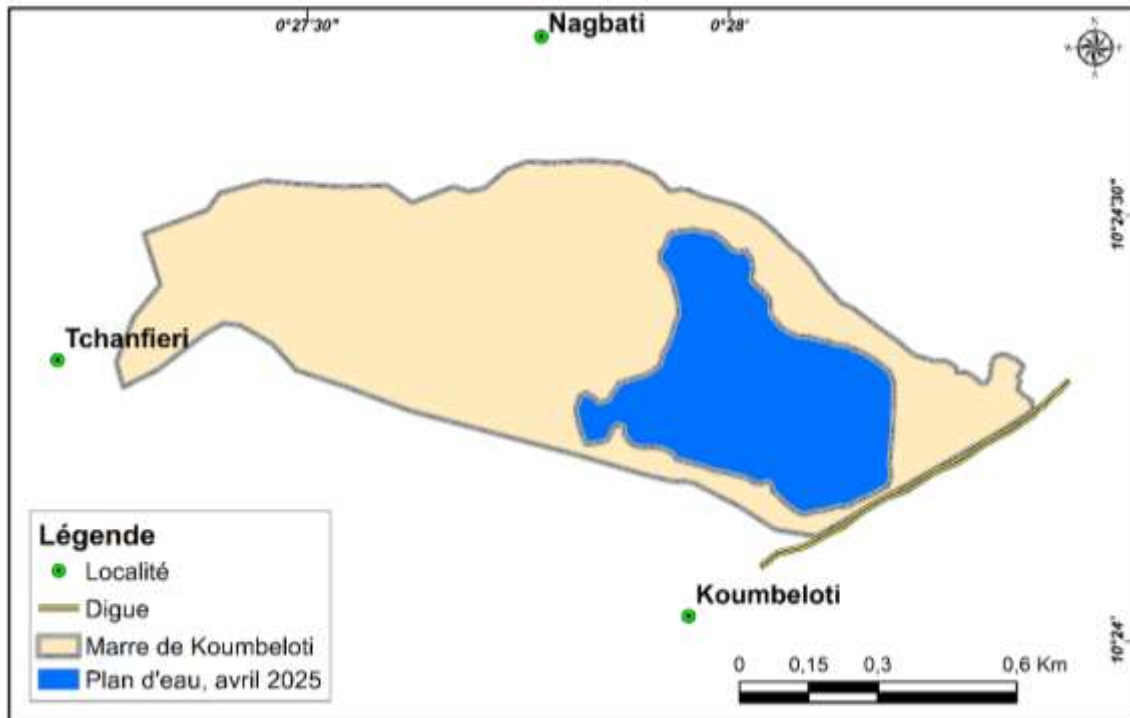 0°27'30"
0°28'
Nagbati
N
W
S
10°24'30"
Tchanfieri
Légende
Localité
Digue
Marre de Koumbeloti
Plan d'eau, avril 2025
Koumbeloti
10°24'
0 0,15 0,3 0,6 Km